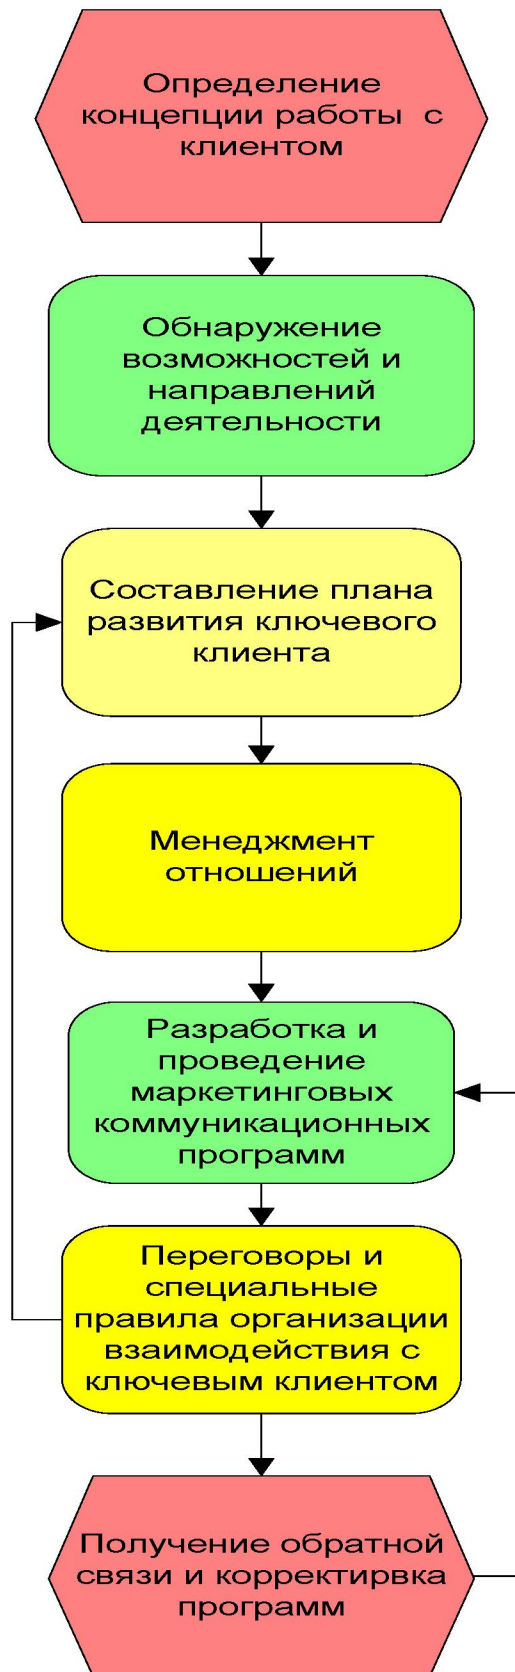 Определение
концепции работы с
клиентом
Обнаружение
возможностей и
направлений
деятельности
Составление плана
развития ключевого
клиента
Менеджмент
отношений
Разработка и
проведение
маркетинговых
коммуникационных
программ
Переговоры и
специальные
правила организации
взаимодействия с
ключевым клиентом
Получение обратной
связи и корректирвка
программ